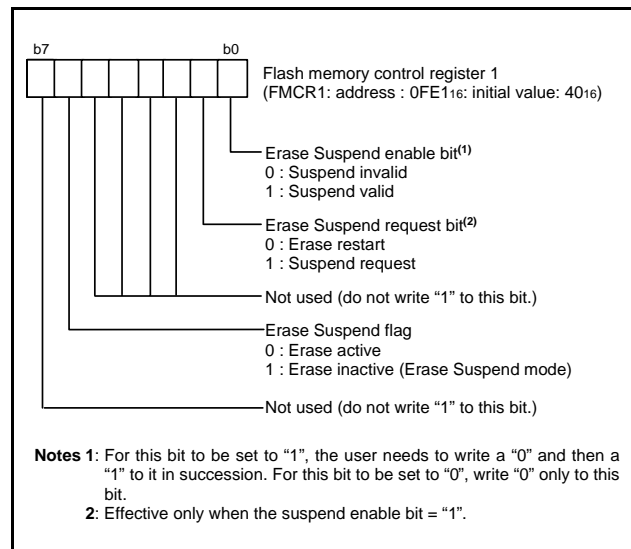 b7 b0
Flash memory control register 1
(FMCR1: address : 0FE1₁₆: initial value: 40₁₆)
Erase Suspend enable bit⁽¹⁾
0 : Suspend invalid
1 : Suspend valid
Erase Suspend request bit⁽²⁾
0 : Erase restart
1 : Suspend request
Not used (do not write “1” to this bit.)
Erase Suspend flag
0 : Erase active
1 : Erase inactive (Erase Suspend mode)
Not used (do not write “1” to this bit.)
Notes 1: For this bit to be set to “1”, the user needs to write a “0” and then a
“1” to it in succession. For this bit to be set to “0”, write “0” only to this
bit.
2: Effective only when the suspend enable bit = “1”.